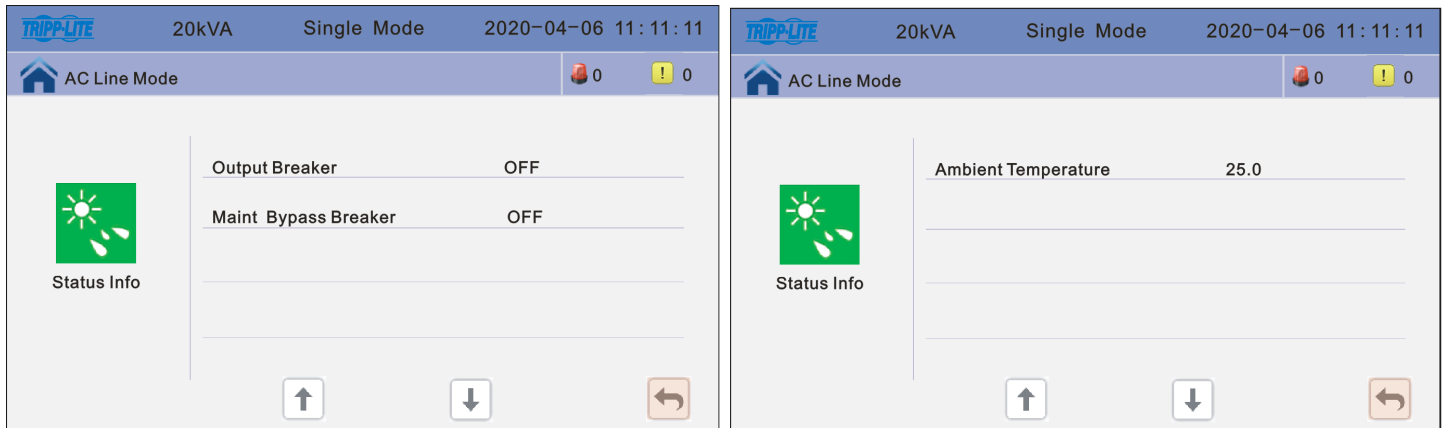 TRIPP-LITE 20kVA Single Mode 2020-04-06 11:11:11
AC Line Mode 0 ! 0
Output Breaker OFF
Maint Bypass Breaker OFF
Status Info
TRIPP-LITE 20kVA Single Mode 2020-04-06 11:11:11
AC Line Mode 0 ! 0
Ambient Temperature 25.0
Status Info